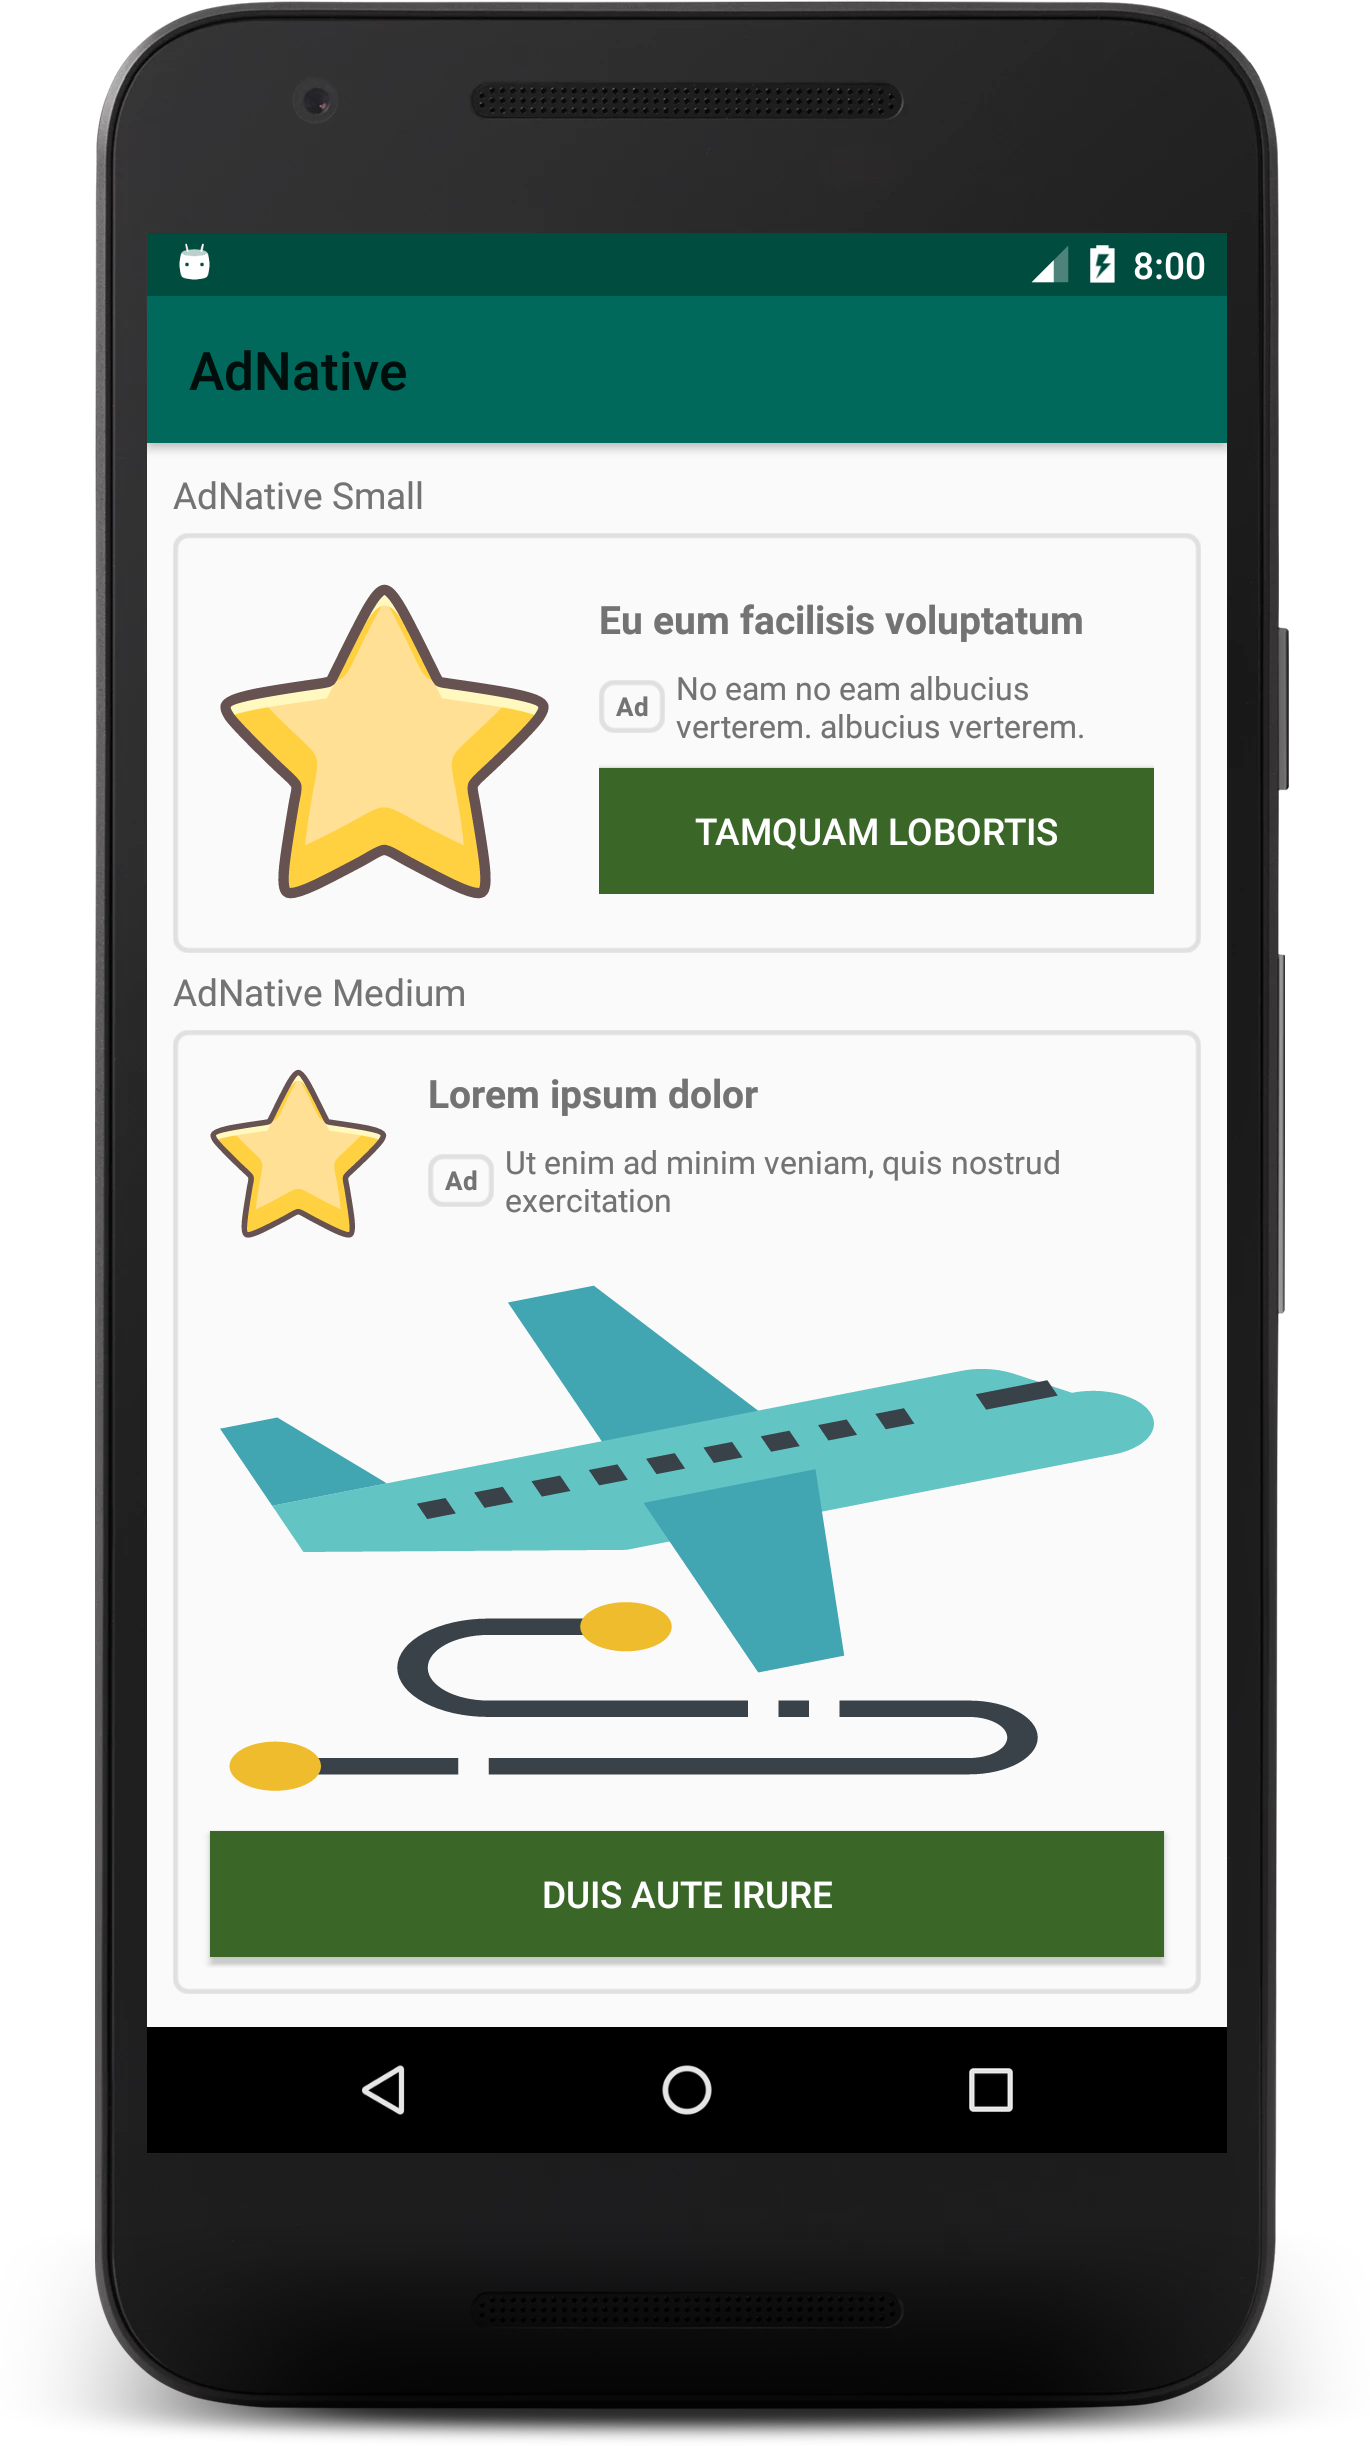 8:00
AdNative
AdNative Small
Eu eum facilisis voluptatum
Ad
No eam no eam albucius
verterem. albucius verterem.
TAMQUAM LOBORTIS
AdNative Medium
Lorem ipsum dolor
Ad
Ut enim ad minim veniam, quis nostrud
exercitation
DUIS AUTE IRURE